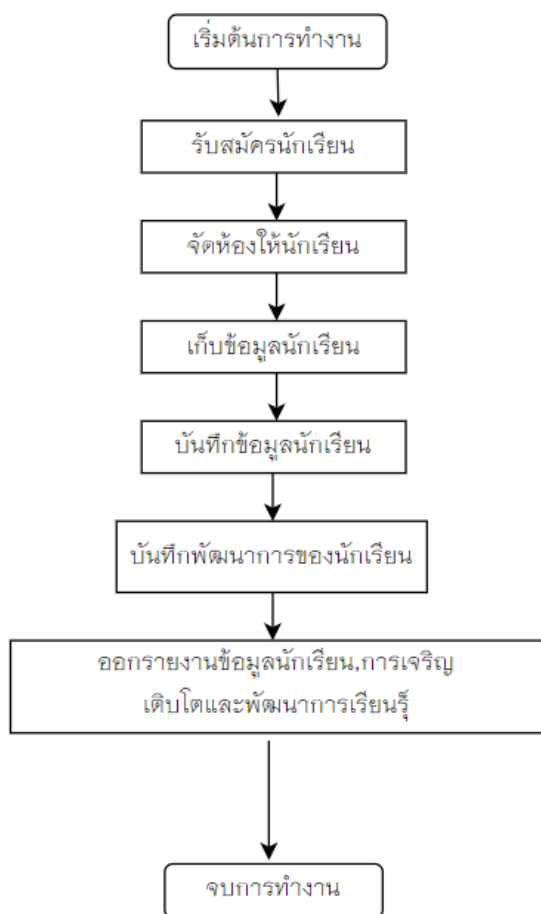 เริ่มต้นการทำงาน
รับสมัครนักเรียน
จัดห้องให้นักเรียน
เก็บข้อมูลนักเรียน
บันทึกข้อมูลนักเรียน
บันทึกพัฒนาการของนักเรียน
ออกรายงานข้อมูลนักเรียน,การเจริญ
เติบโตและพัฒนาการเรียนรู้
จบการทำงาน